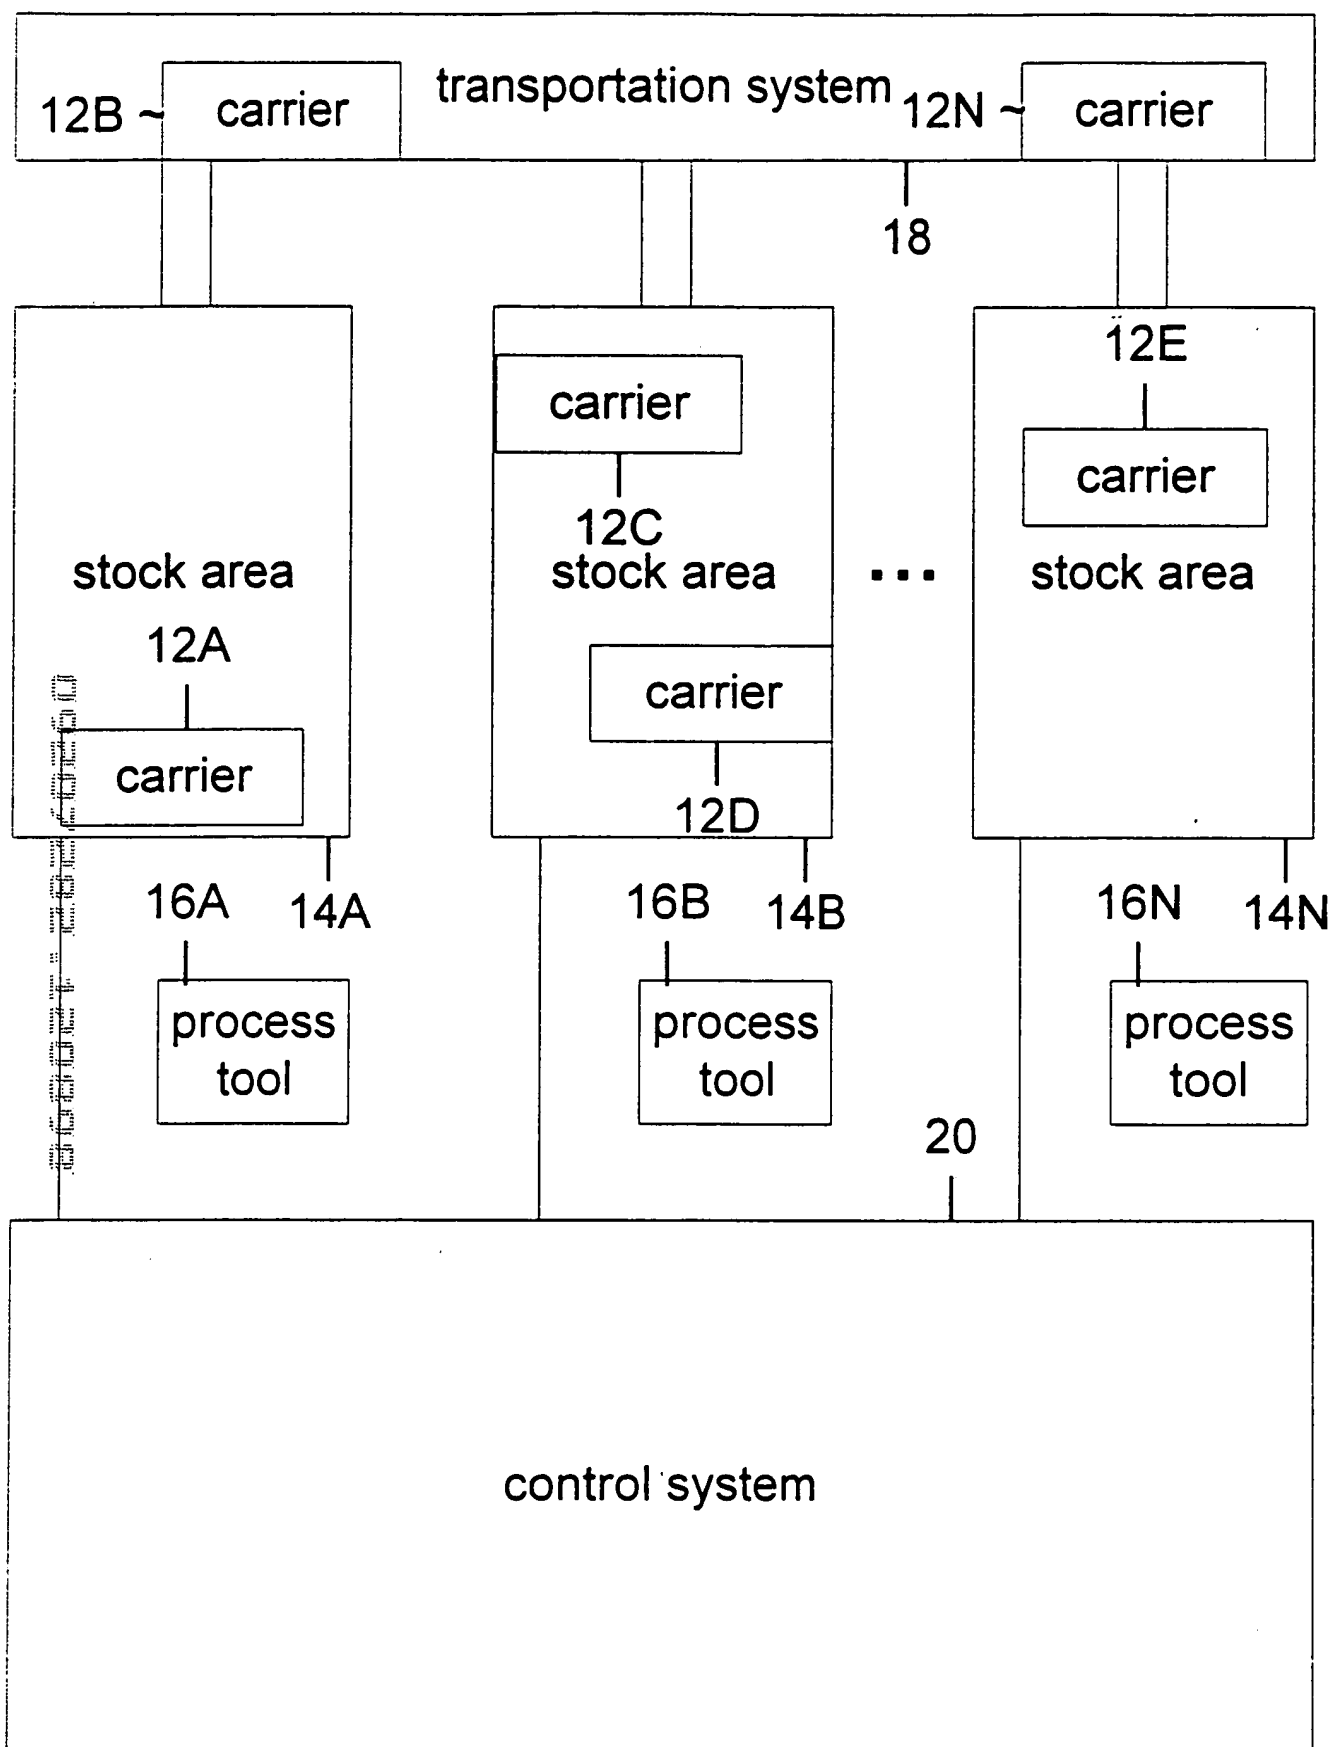 transportation system
12B ~ carrier
12N ~ carrier
18
12E
carrier
carrier
12C
stock area
stock area
...
stock area
12A
carrier
carrier
12D
16A
14A
16B
14B
16N
14N
process
tool
process
tool
process
tool
20
control system